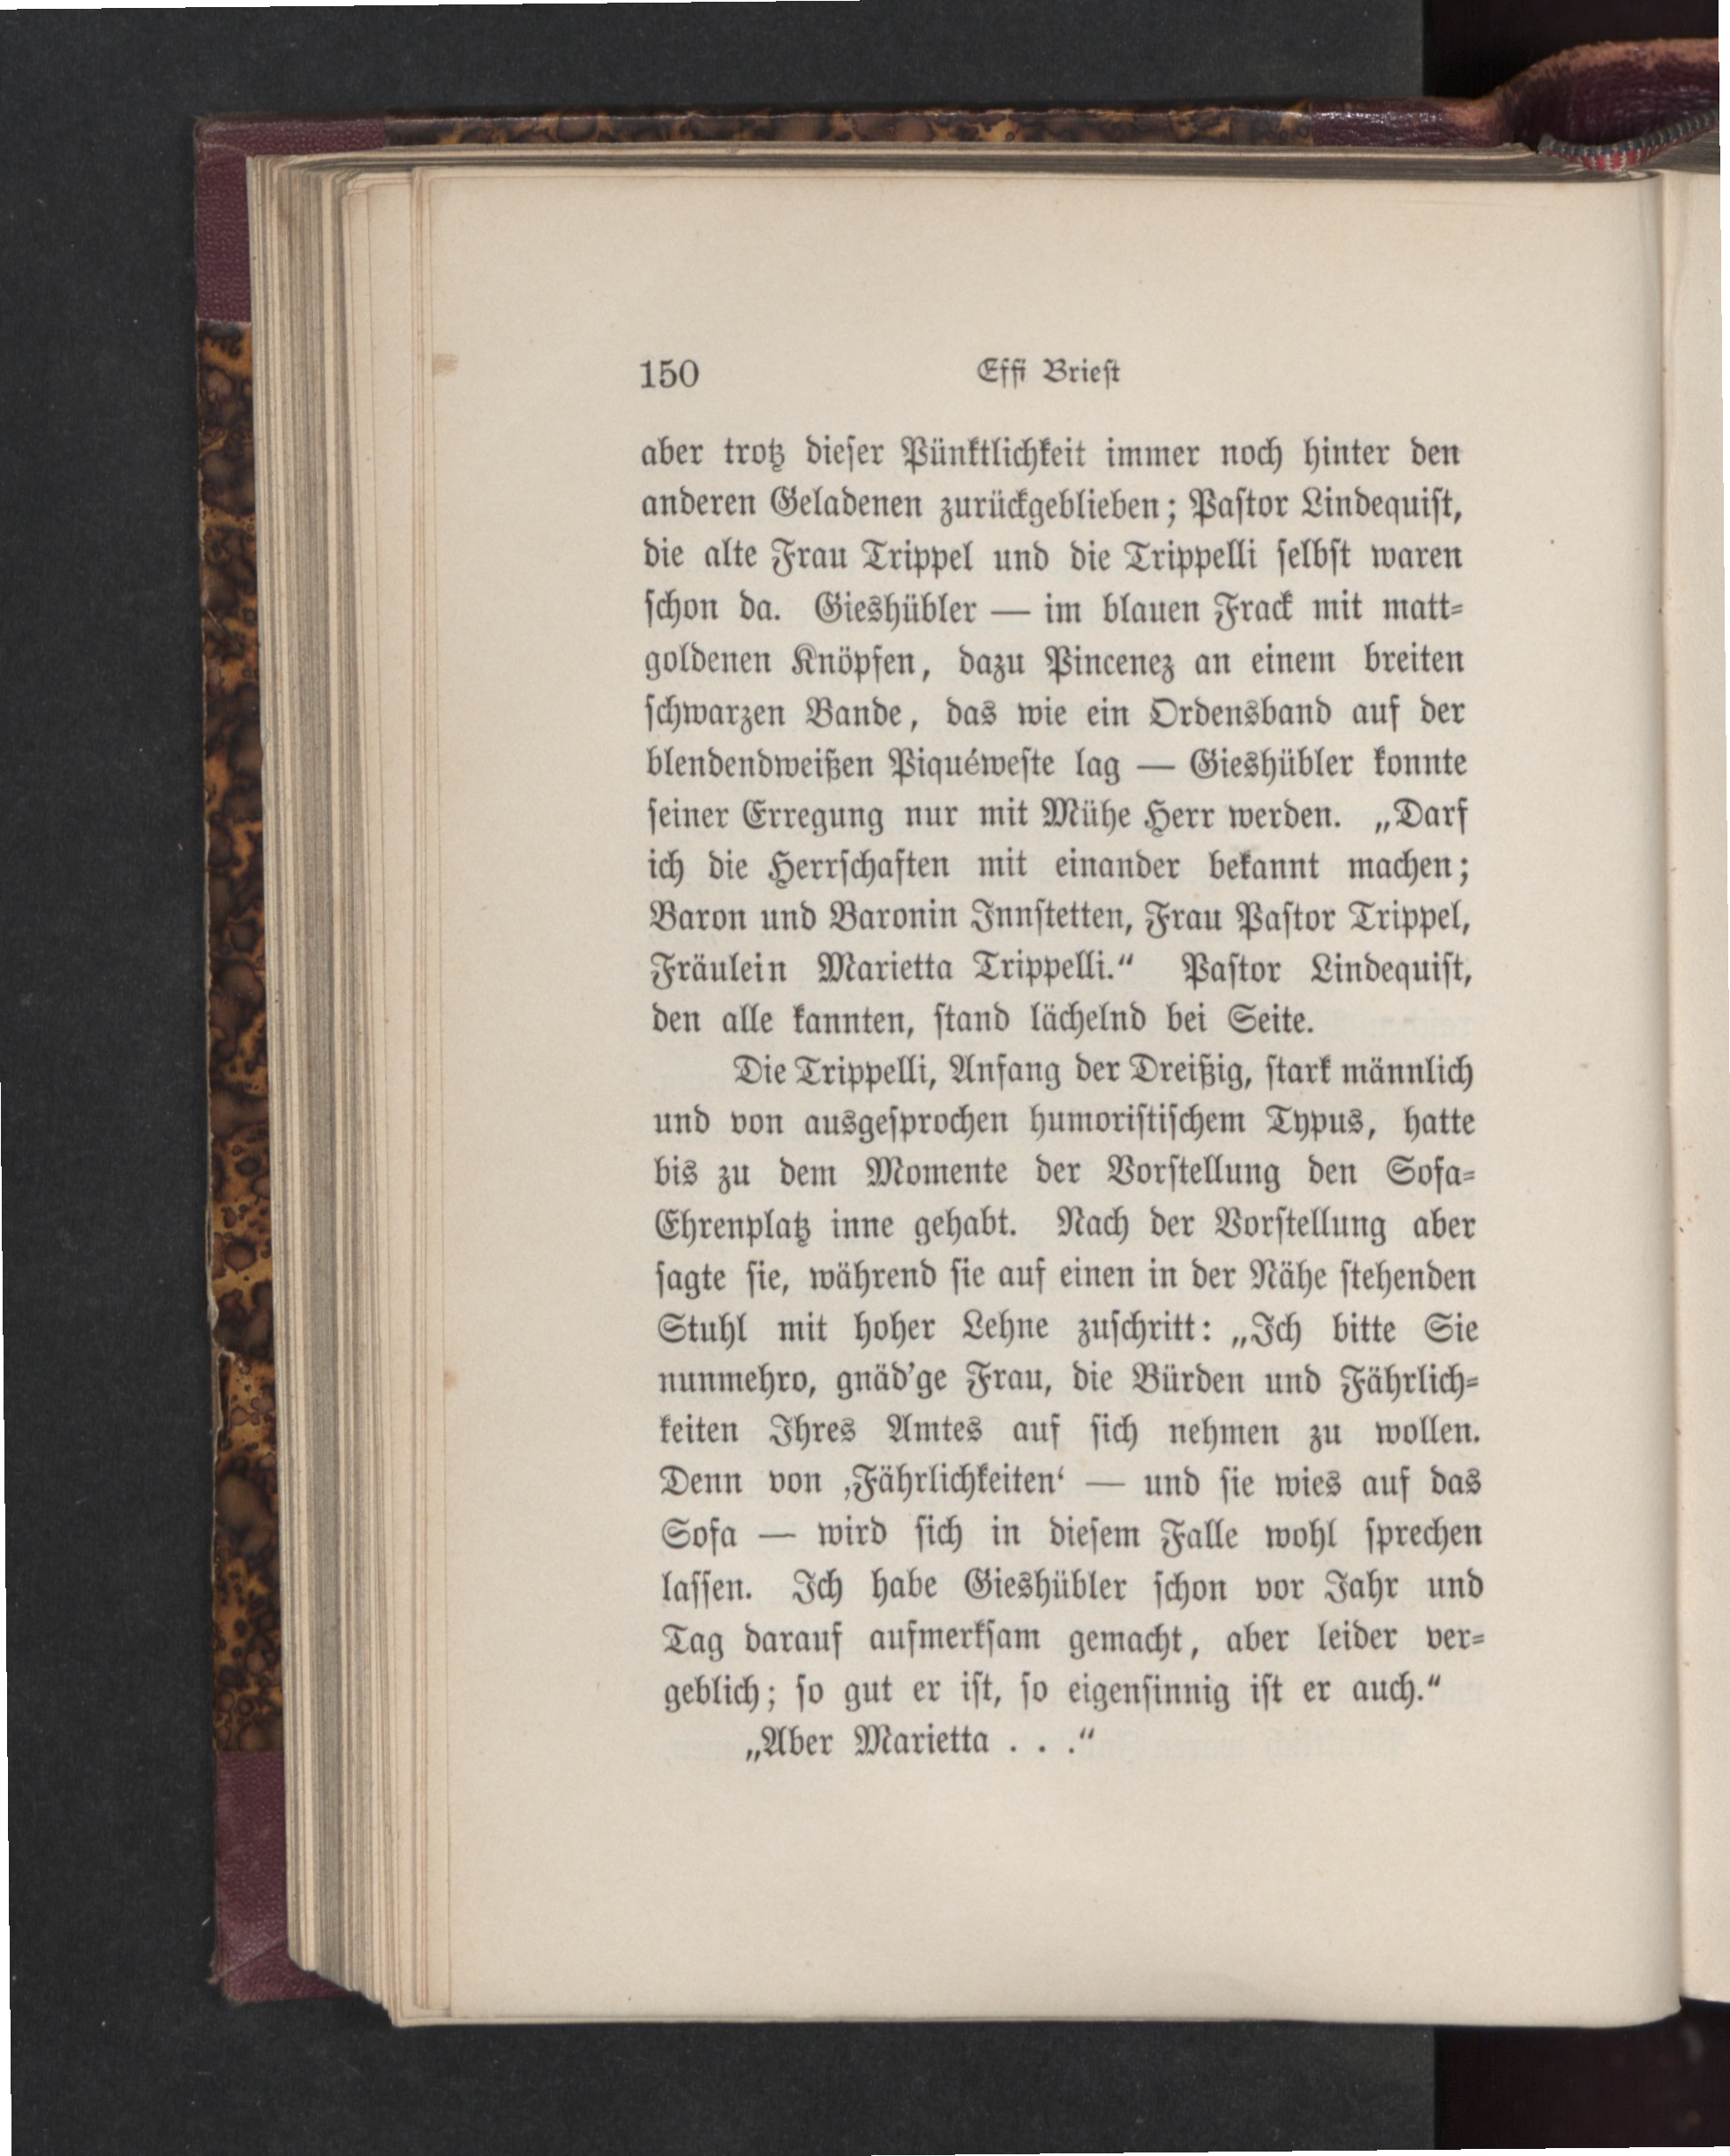 150 Effi Brieſt
aber trotz dieſer Pünktlichkeit immer noch hinter den
anderen Geladenen zurückgeblieben; Paſtor Lindequiſt,
die alte Frau Trippel und die Trippelli ſelbſt waren
ſchon da. Gieshübler — im blauen Frack mit matt-
goldenen Knöpfen, dazu Pincenez an einem breiten
ſchwarzen Bande, das wie ein Ordensband auf der
blendendweißen Piquéweſte lag — Gieshübler konnte
ſeiner Erregung nur mit Mühe Herr werden. „Darf
ich die Herrſchaften mit einander bekannt machen;
Baron und Baronin Innſtetten, Frau Paſtor Trippel,
Fräulein Marietta Trippelli.“ Paſtor Lindequiſt,
den alle kannten, ſtand lächelnd bei Seite.
Die Trippelli, Anfang der Dreißig, ſtark männlich
und von ausgeſprochen humoriſtiſchem Typus, hatte
bis zu dem Momente der Vorſtellung den Sofa-
Ehrenplatz inne gehabt. Nach der Vorſtellung aber
ſagte ſie, während ſie auf einen in der Nähe ſtehenden
Stuhl mit hoher Lehne zuſchritt: „Ich bitte Sie
nunmehro, gnäd’ge Frau, die Bürden und Fährlich-
keiten Ihres Amtes auf ſich nehmen zu wollen.
Denn von ‚Fährlichkeiten‘ — und ſie wies auf das
Sofa — wird ſich in dieſem Falle wohl ſprechen
laſſen. Ich habe Gieshübler ſchon vor Jahr und
Tag darauf aufmerkſam gemacht, aber leider ver-
geblich; ſo gut er iſt, ſo eigenſinnig iſt er auch.“
„Aber Marietta . . .“